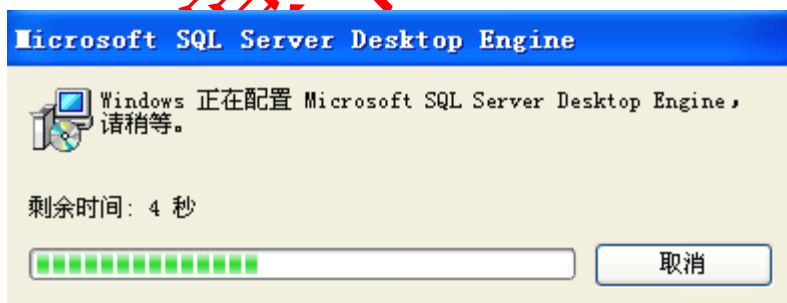 Microsoft SQL Server Desktop Engine
Windows 正在配置 Microsoft SQL Server Desktop Engine,
请稍等。
剩余时间: 4 秒
取消